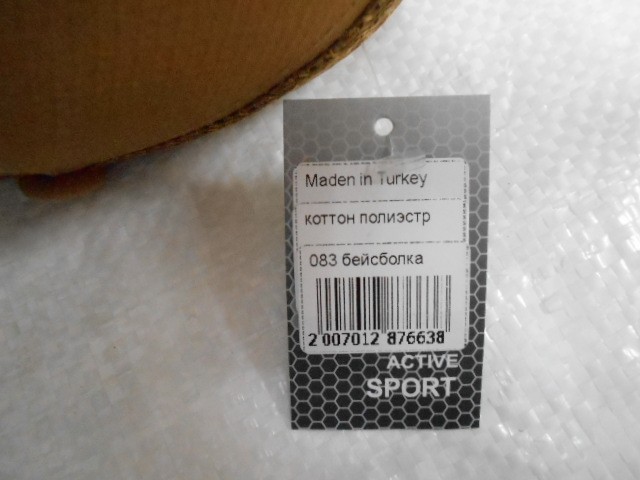 Maden in Turkey
коттон полиэстр
083 бейсболка
2 007012 876638
ACTIVE
SPORT